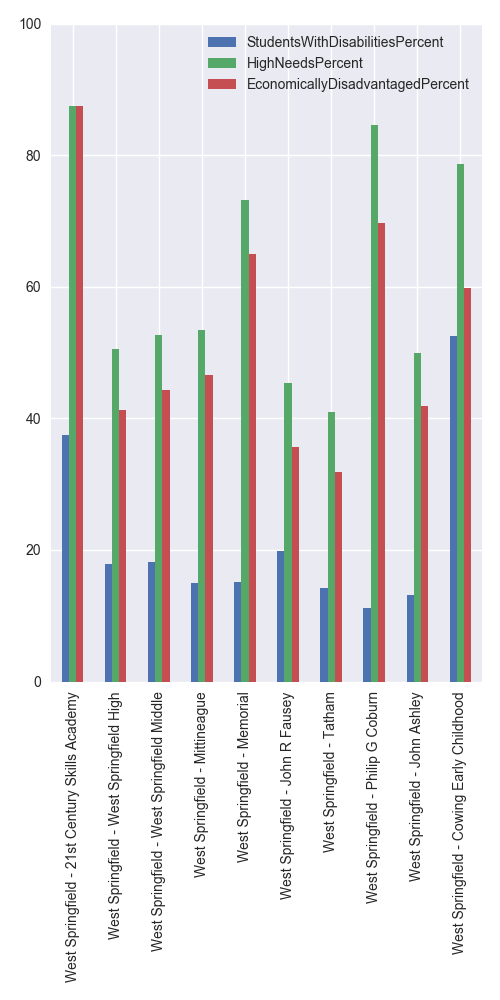 100
80
60
40
20
0
StudentsWithDisabilitiesPercent
HighNeedsPercent
EconomicallyDisadvantagedPercent
West Springfield - 21st Century Skills Academy
West Springfield - West Springfield High
West Springfield - West Springfield Middle
West Springfield - Mittineague
West Springfield - Memorial
West Springfield - John R Fausey
West Springfield - Tatham
West Springfield - Philip G Coburn
West Springfield - John Ashley
West Springfield - Cowing Early Childhood